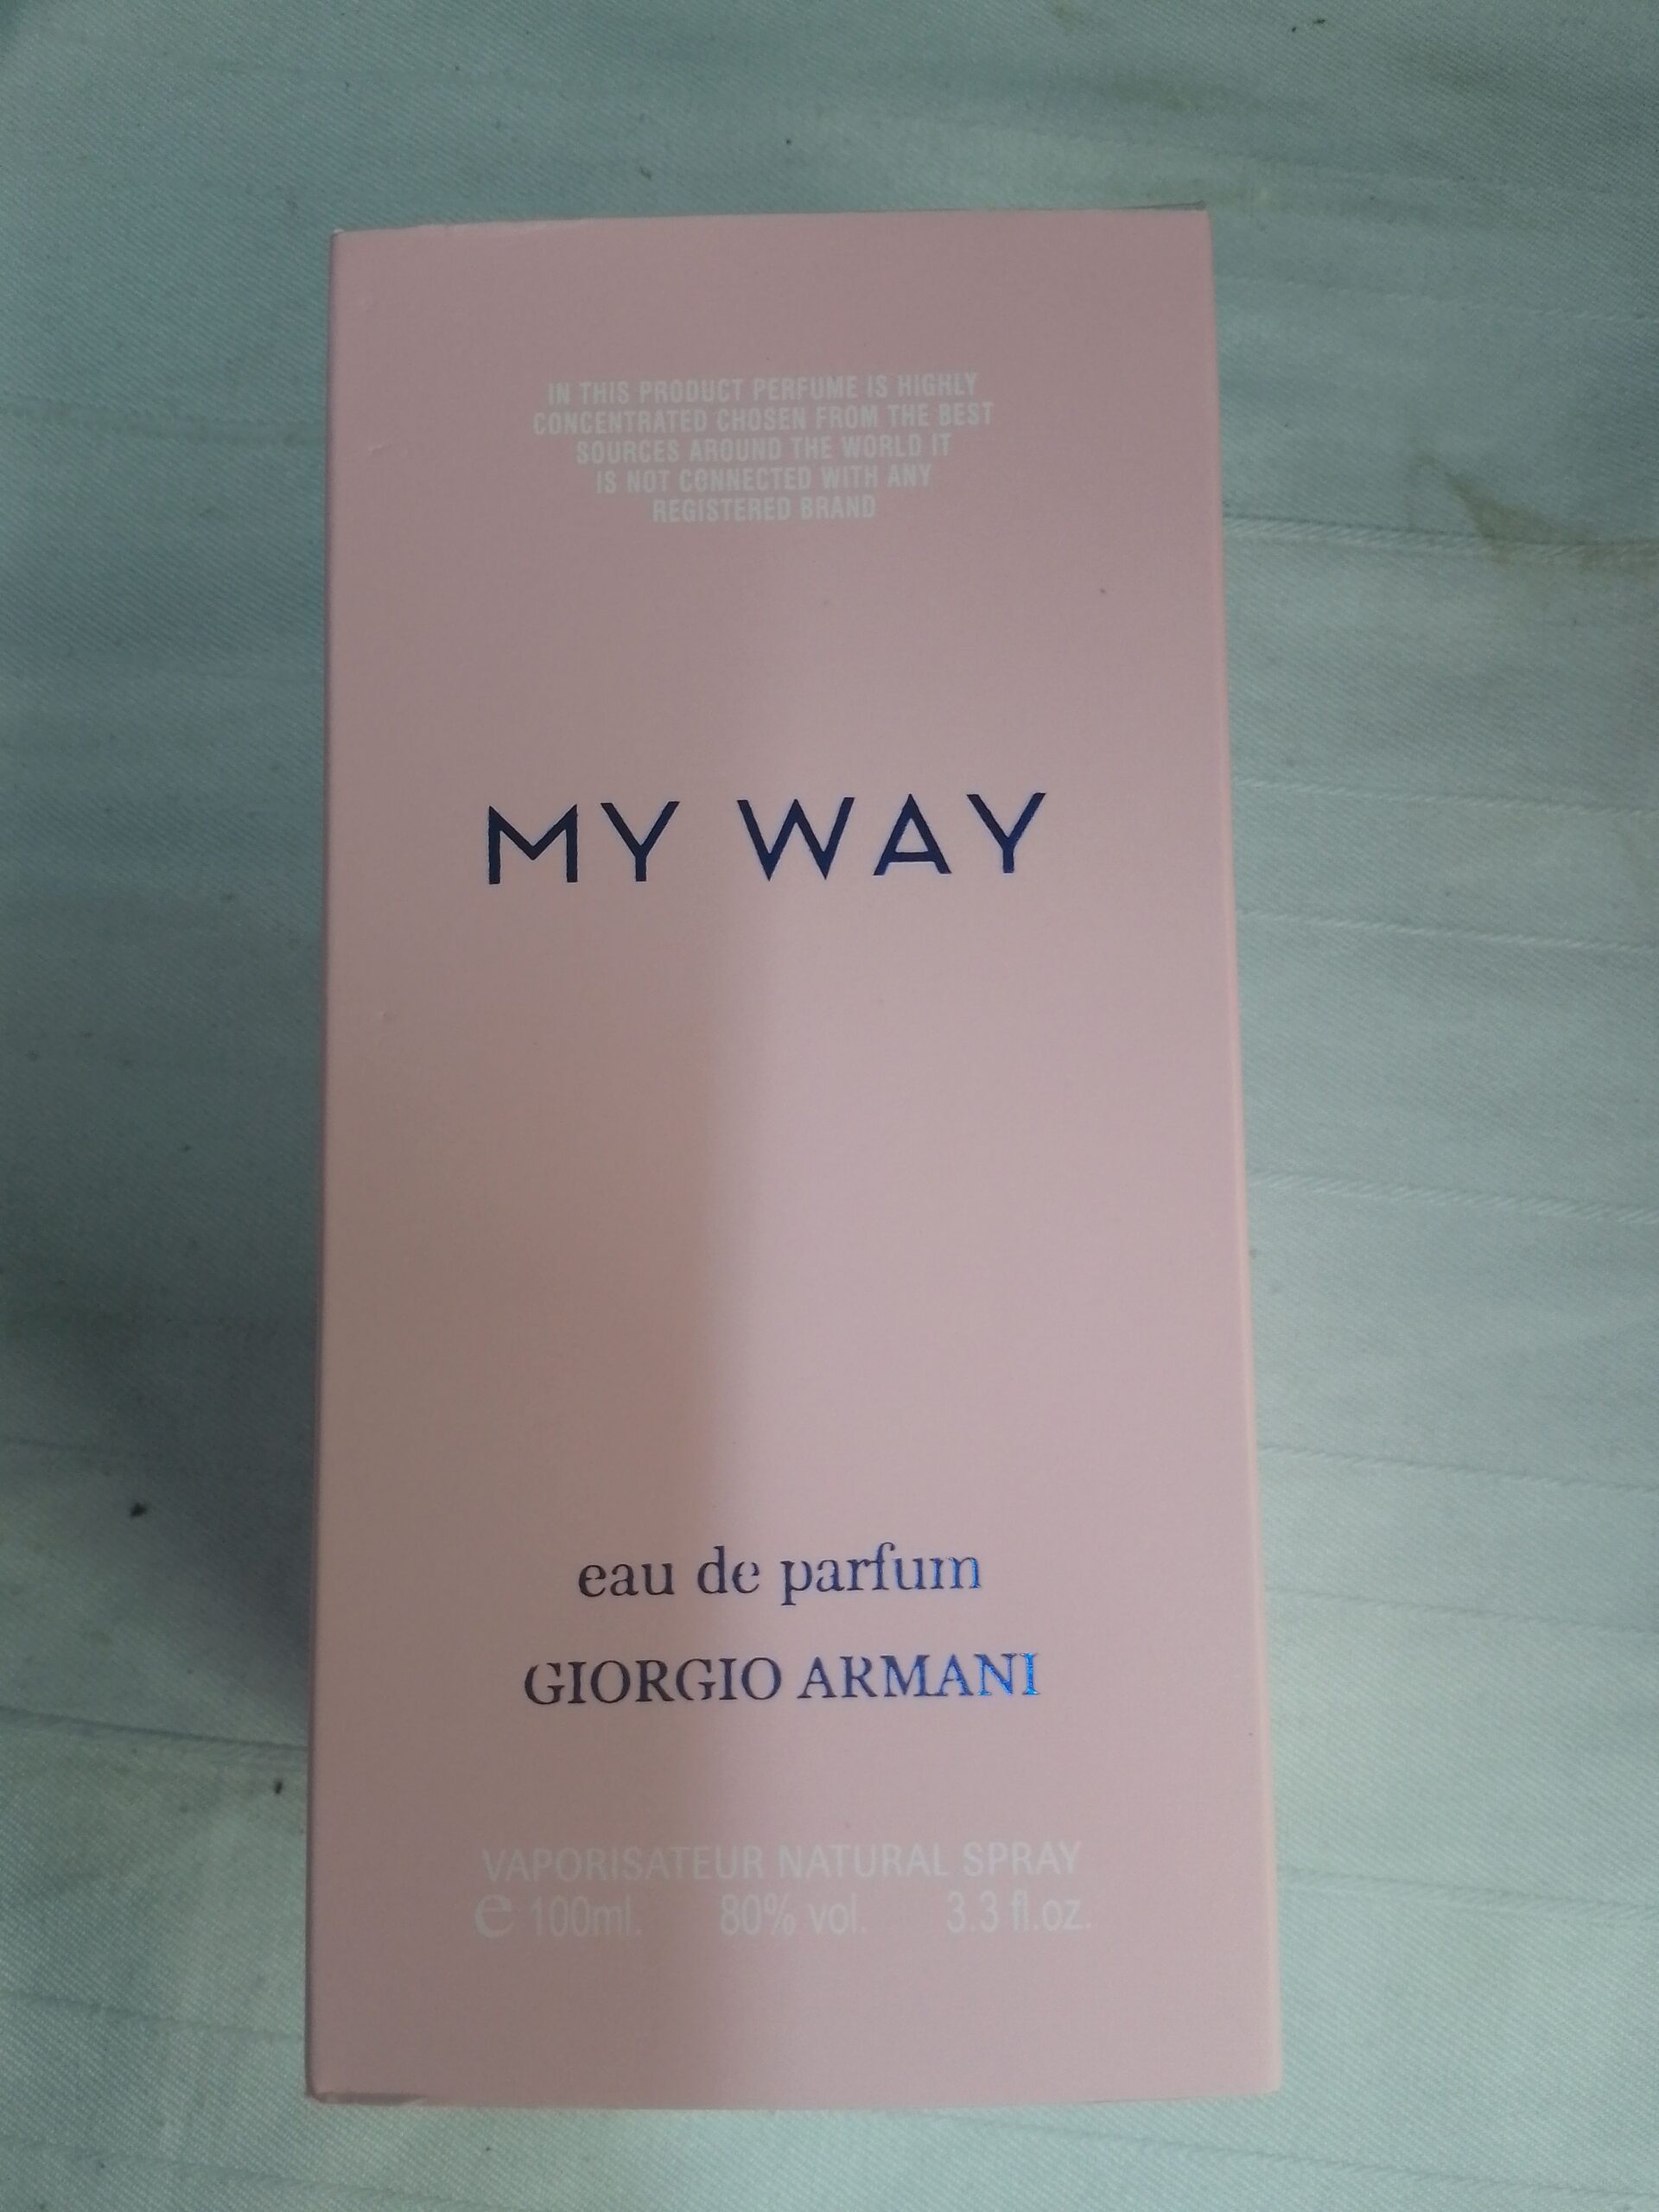 IN THIS PRODUCT PERFUME IS HIGHLY
CONCENTRATED CHOSEN FROM THE BEST
SOURCES AROUND THE WORLD IT
IS NOT CONNECTED WITH ANY
REGISTERED BRAND
MY WAY
eau de parfum
GIORGIO ARMANI
VAPORISATEUR NATURAL SPRAY
e 100ml. 80% vol. 3.3 fl.oz.